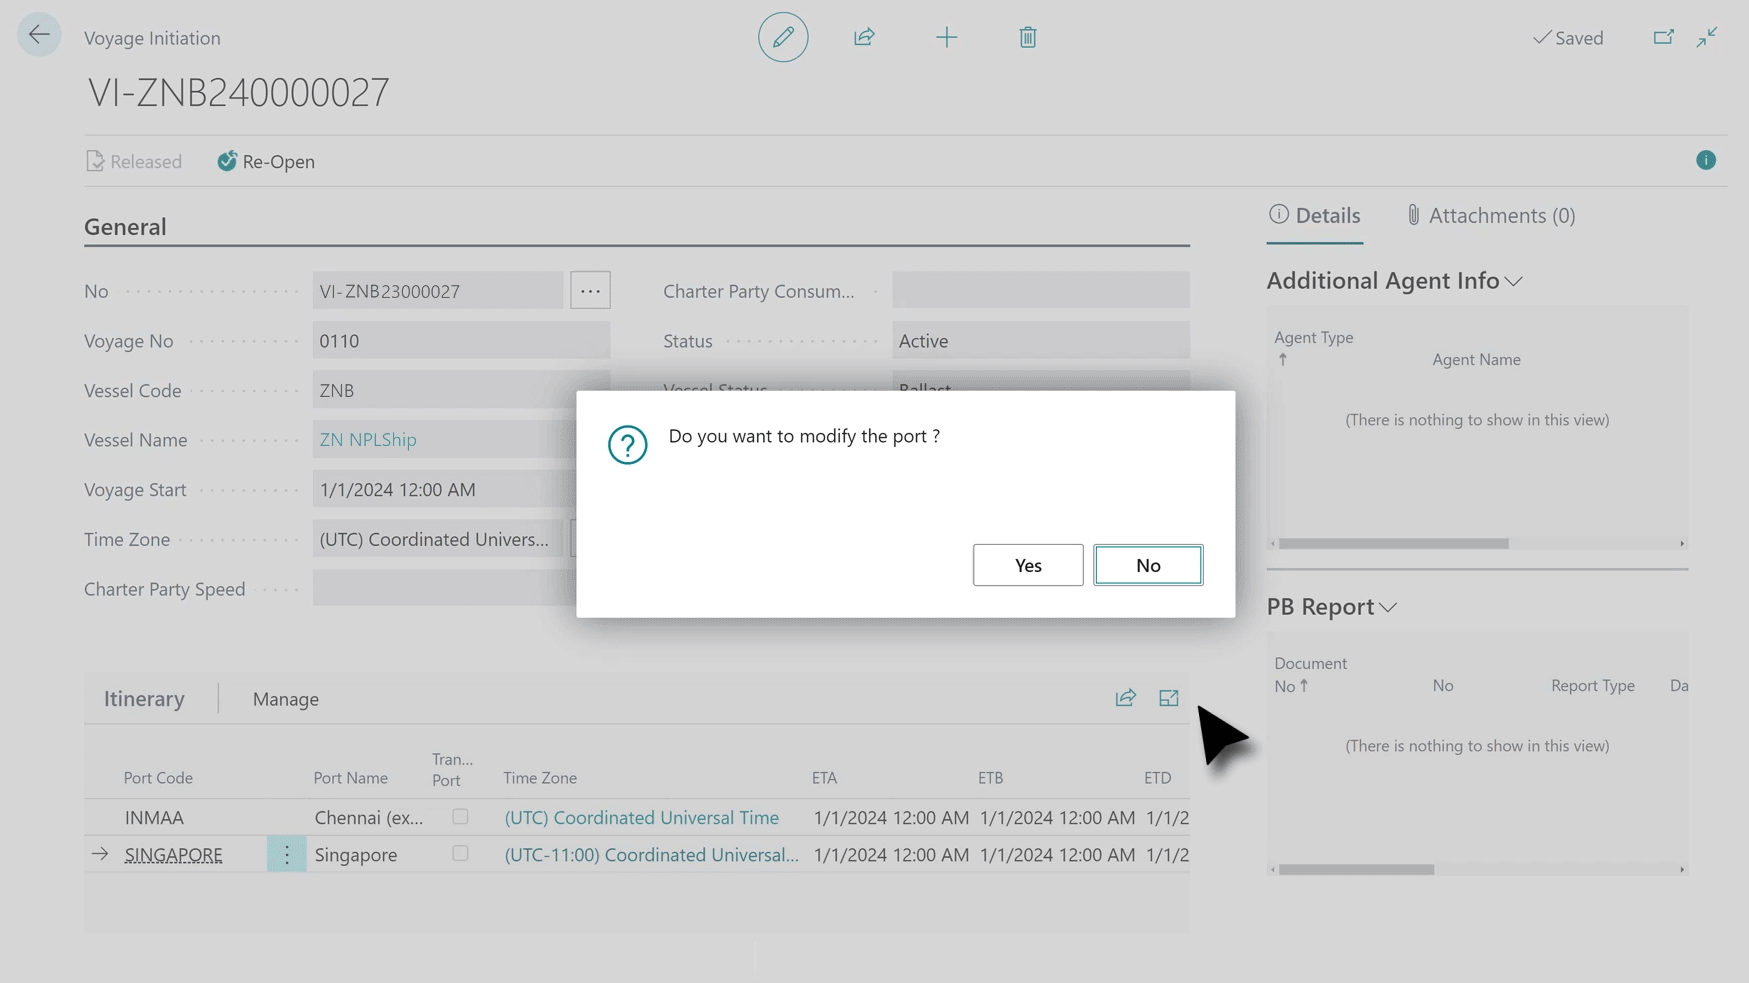 Voyage Initiation
Saved
VI-ZNB240000027
Released
Re-Open
General
Details
Attachments (0)
No
VI-ZNB23000027
...
Charter Party Consum...
Voyage No
0110
Status
Active
Vessel Code
ZNB
Vessel Status
Ballast
Vessel Name
ZN NPLShip
Voyage Start
1/1/2024 12:00 AM
Time Zone
(UTC) Coordinated Univers...
Charter Party Speed
Do you want to modify the port ?
Yes
No
Additional Agent Info
Agent Type
Agent Name
(There is nothing to show in this view)
PB Report
Document
No
No
Report Type
Da
(There is nothing to show in this view)
Itinerary
Manage
Port Code
Port Name
Tran...
Port
Time Zone
ETA
ETB
ETD
INMAA
Chennai (ex...
(UTC) Coordinated Universal Time
1/1/2024 12:00 AM
1/1/2024 12:00 AM
1/1/2
SINGAPORE
Singapore
(UTC-11:00) Coordinated Universal...
1/1/2024 12:00 AM
1/1/2024 12:00 AM
1/1/2